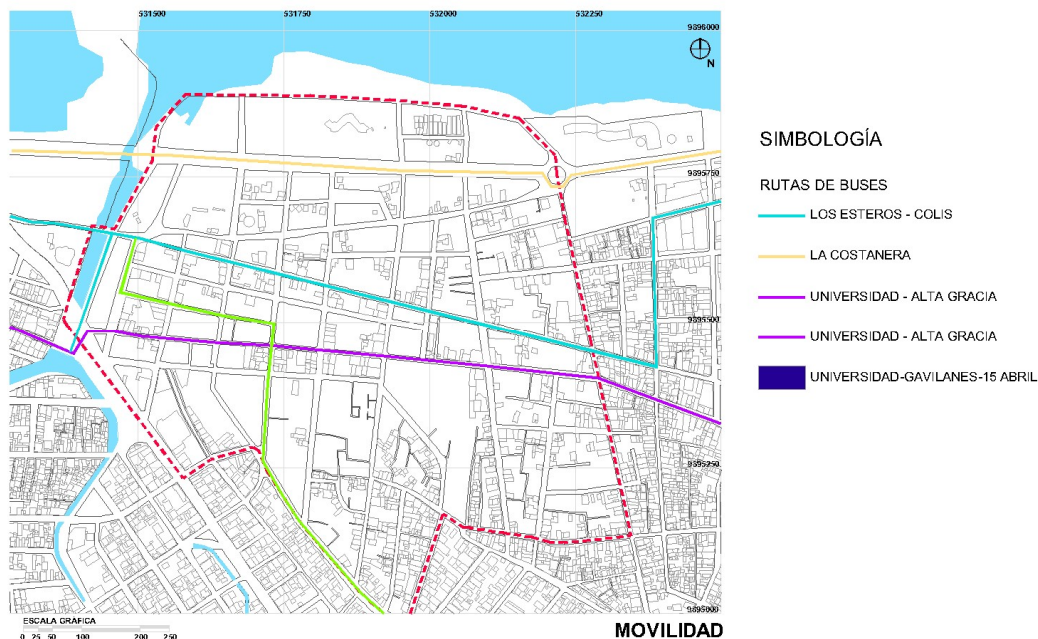 531500 531750 532000 532250
9896000
N
SIMBOLOGÍA
9895750
RUTAS DE BUSES
LOS ESTEROS - COLIS
LA COSTANERA
UNIVERSIDAD - ALTA GRACIA
9895500
UNIVERSIDAD - ALTA GRACIA
UNIVERSIDAD-GAVILANES-15 ABRIL
9895250
9895000
ESCALA GRÁFICA
0 25 50 100 200 250
MOVILIDAD